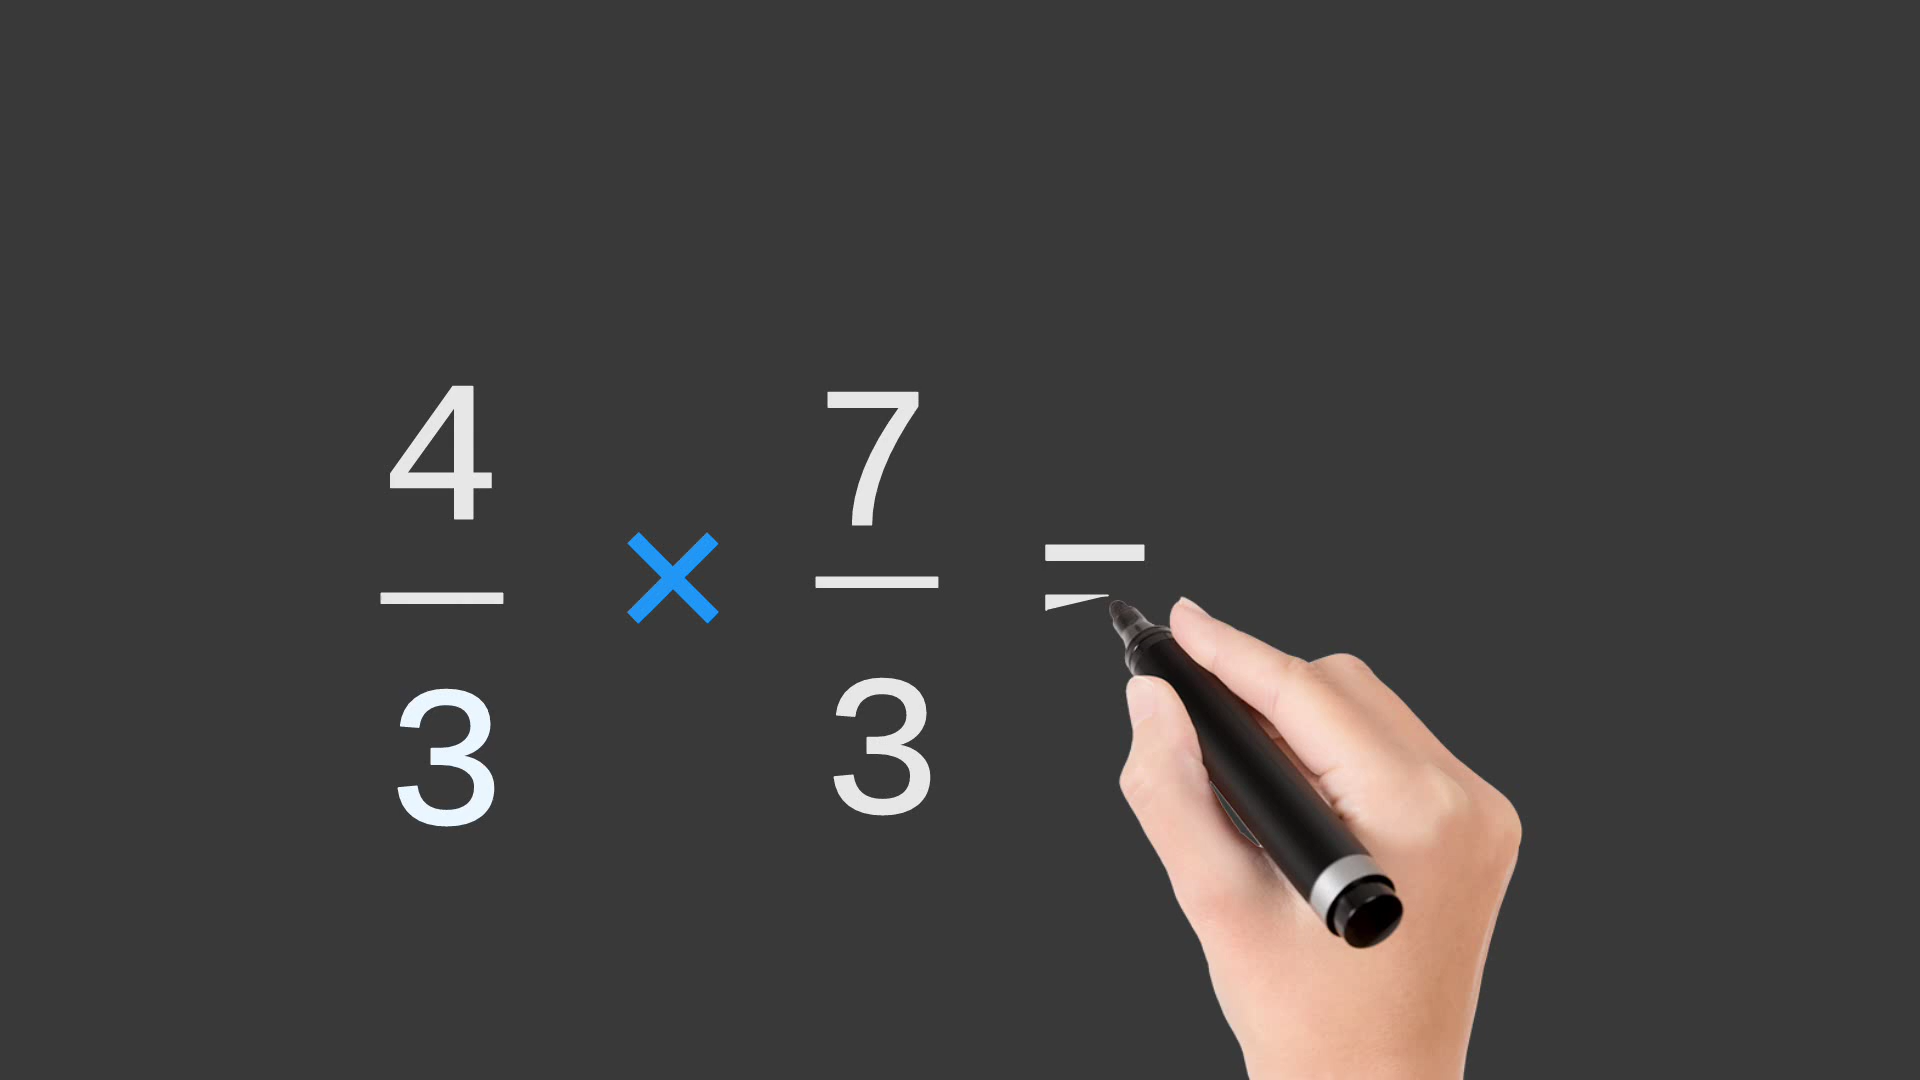 4/3 × 7/3 =